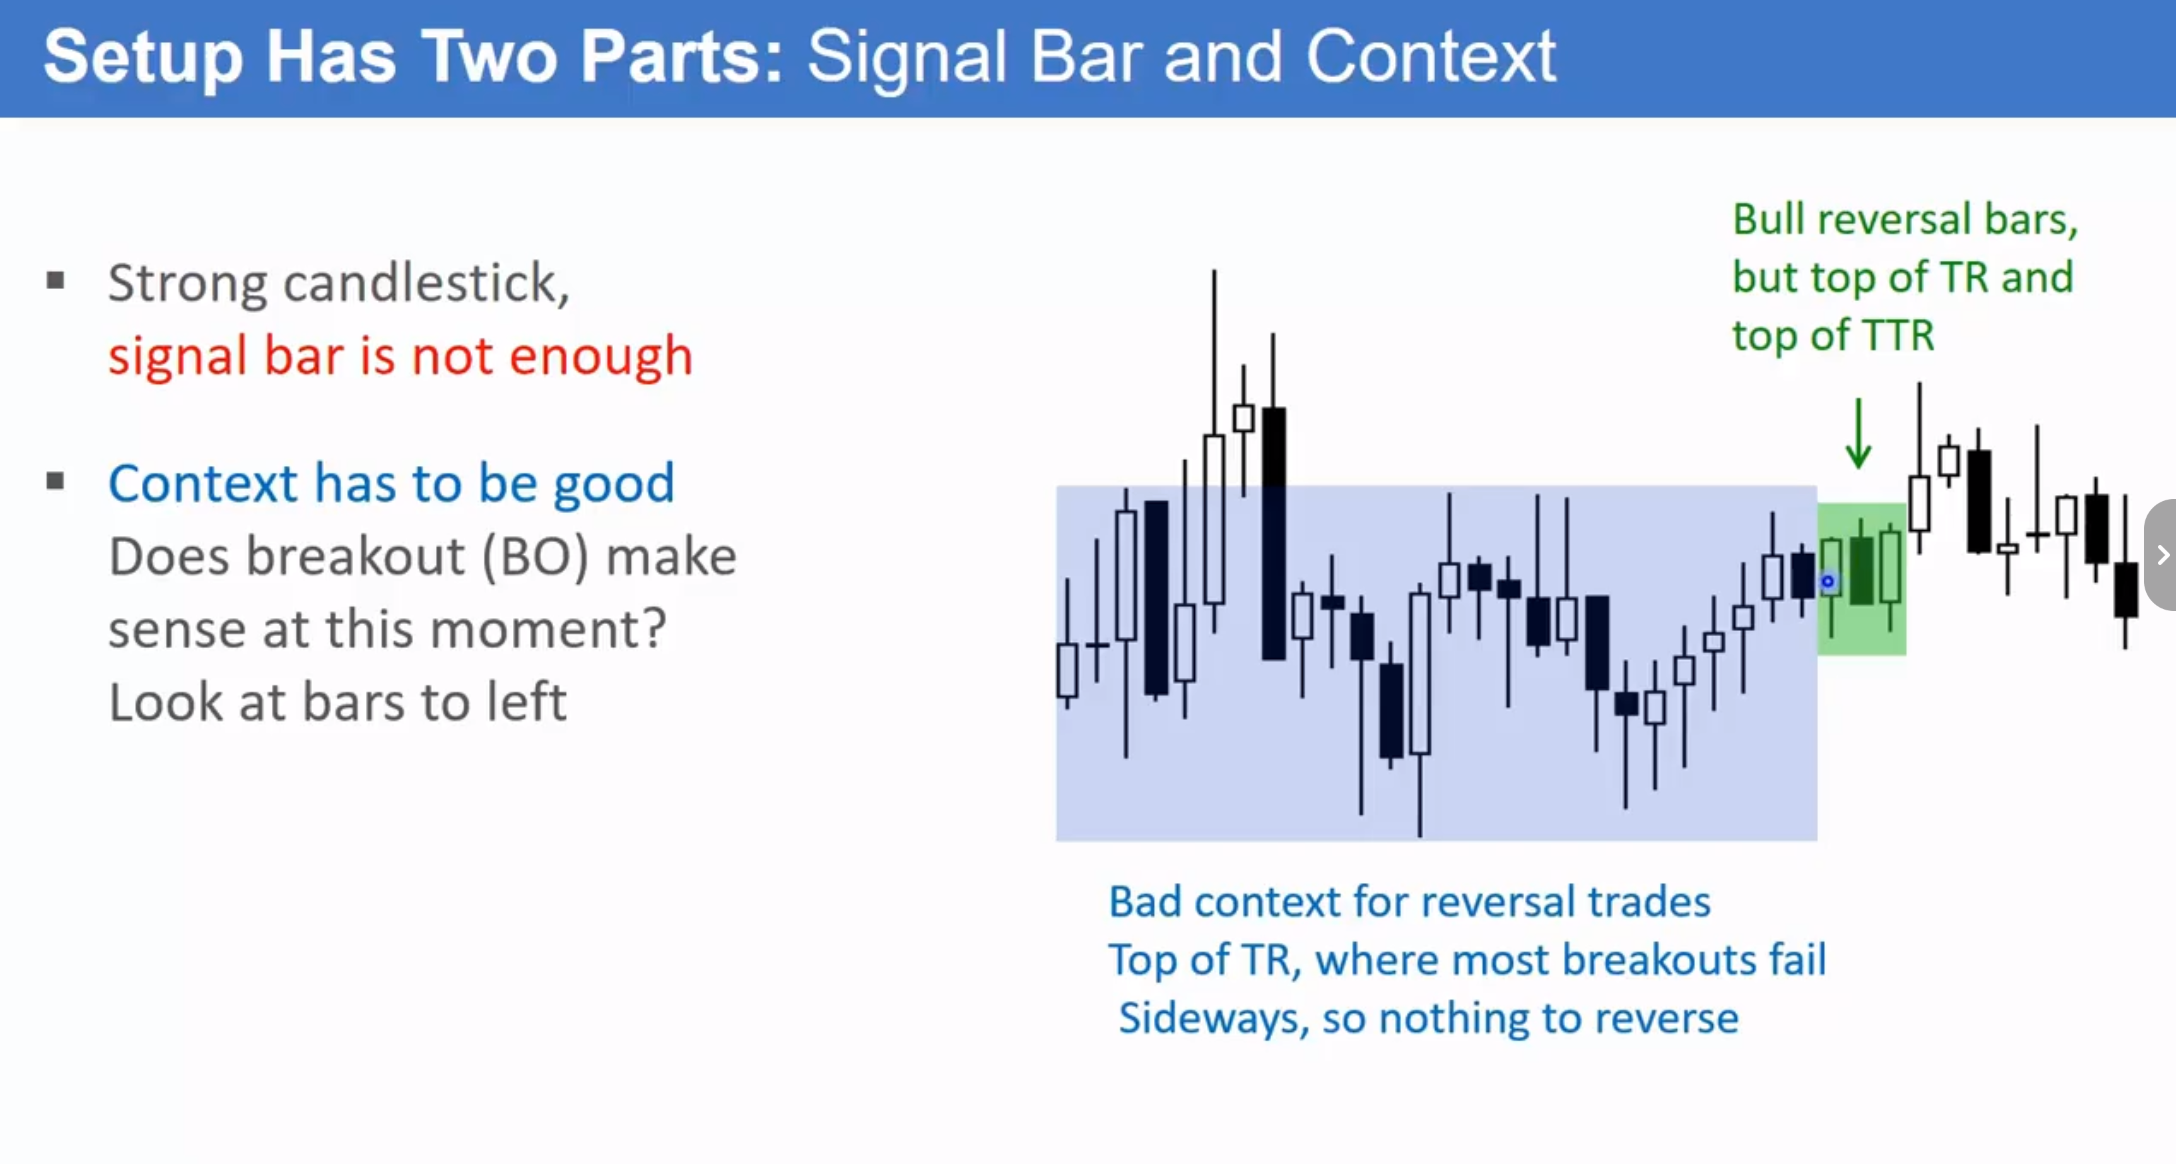 Setup Has Two Parts: Signal Bar and Context
Strong candlestick,
signal bar is not enough
Context has to be good
Does breakout (BO) make
sense at this moment?
Look at bars to left
Bull reversal bars,
but top of TR and
top of TTR
Bad context for reversal trades
Top of TR, where most breakouts fail
Sideways, so nothing to reverse